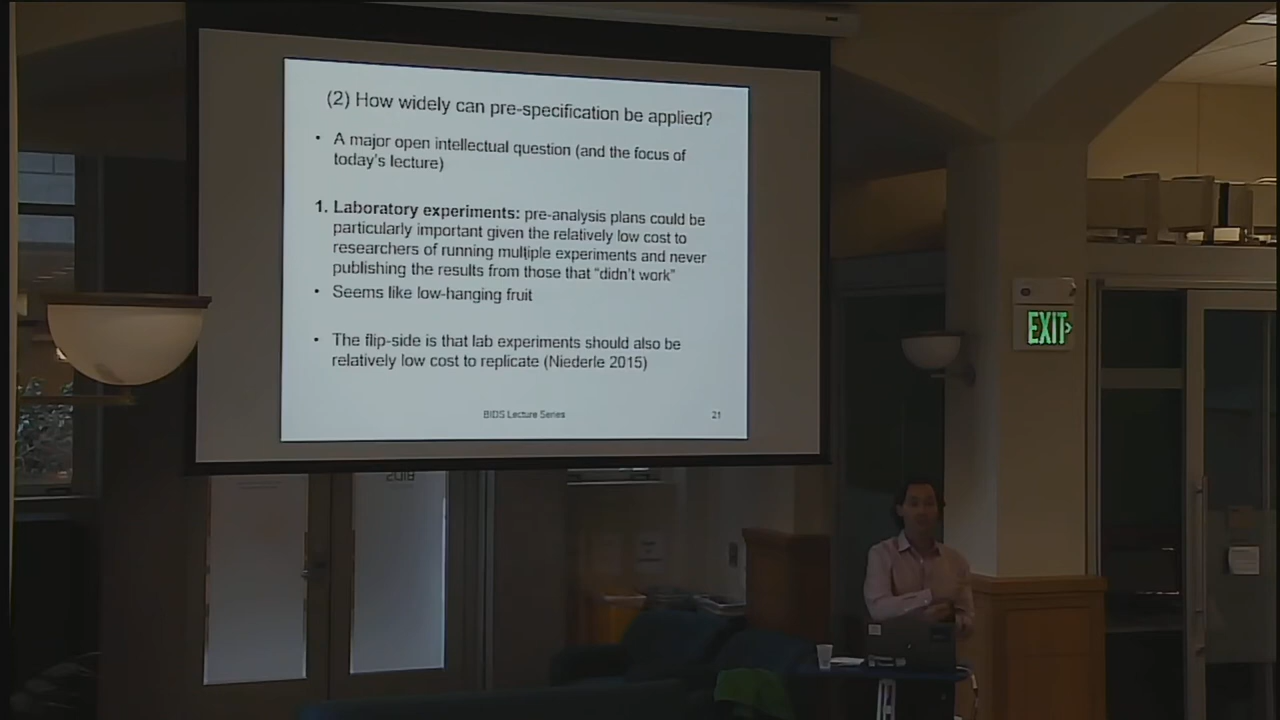 (2) How widely can pre-specification be applied?
• A major open intellectual question (and the focus of
today's lecture)
1. Laboratory experiments: pre-analysis plans could be
particularly important given the relatively low cost to
researchers of running multiple experiments and never
publishing the results from those that "didn't work"
• Seems like low-hanging fruit
• The flip-side is that lab experiments should also be
relatively low cost to replicate (Niederle 2015)
BIDS Lecture Series
21
EXIT